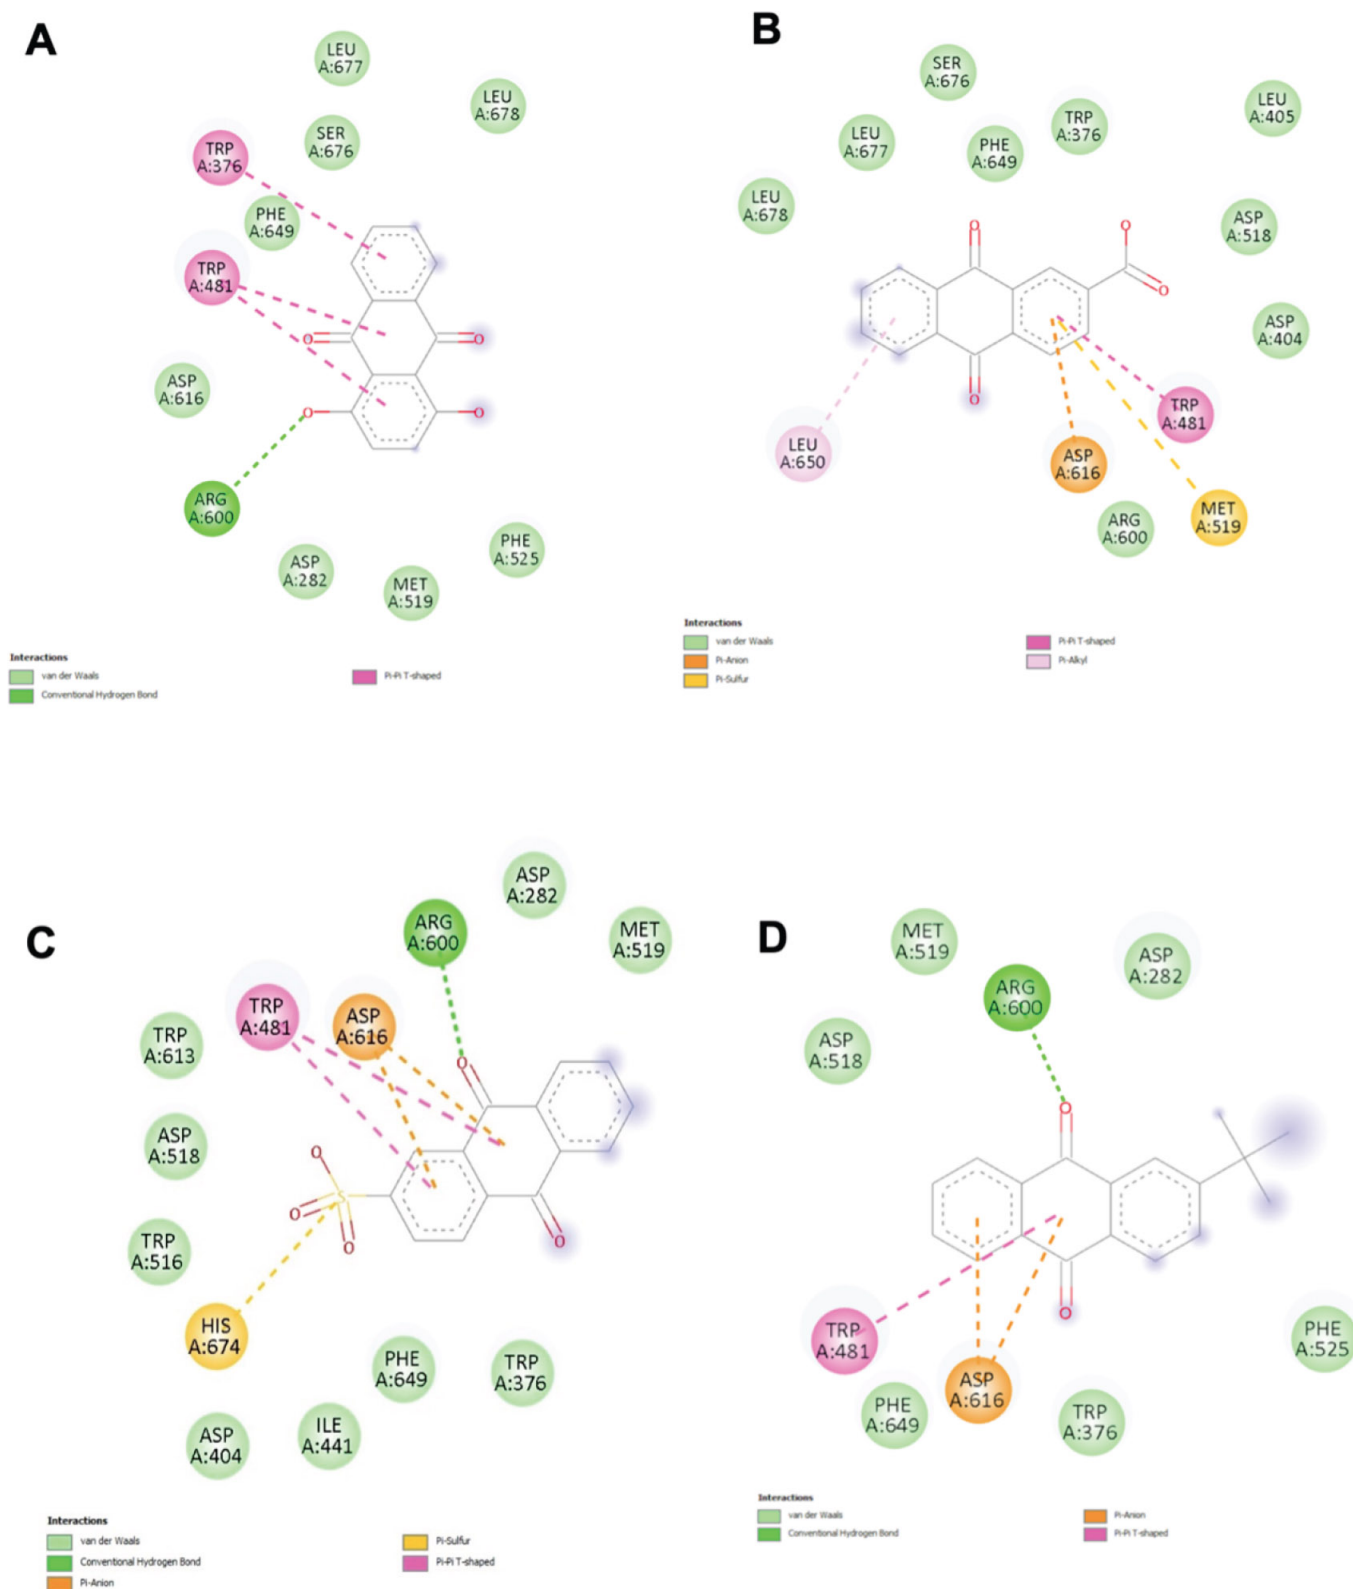 A
LEU
A:677
LEU
A:678
SER
A:676
TRP
A:376
PHE
A:649
TRP
A:481
O
O
ASP
A:616
O
O
ARG
A:600
PHE
A:525
ASP
A:282
MET
A:519
Interactions
van der Waals
Conventional Hydrogen Bond
Pi-Pi T-shaped
B
SER
A:676
LEU
A:405
TRP
A:376
LEU
A:677
PHE
A:649
LEU
A:678
ASP
A:518
O
O
O
ASP
A:404
O
TRP
A:481
LEU
A:650
ASP
A:616
MET
A:519
ARG
A:600
Interactions
van der Waals
Pi-Anion
Pi-Sulfur
Pi-Pi T-shaped
Pi-Alkyl
C
ASP
A:282
ARG
A:600
MET
A:519
TRP
A:481
ASP
A:616
TRP
A:613
O
ASP
A:518
O
S
O
O
O
TRP
A:516
HIS
A:674
PHE
A:649
TRP
A:376
ASP
A:404
ILE
A:441
Interactions
van der Waals
Conventional Hydrogen Bond
Pi-Anion
Pi-Sulfur
Pi-Pi T-shaped
D
MET
A:519
ASP
A:282
ARG
A:600
ASP
A:518
O
O
TRP
A:481
PHE
A:525
ASP
A:616
PHE
A:649
TRP
A:376
Interactions
van der Waals
Conventional Hydrogen Bond
Pi-Anion
Pi-Pi T-shaped